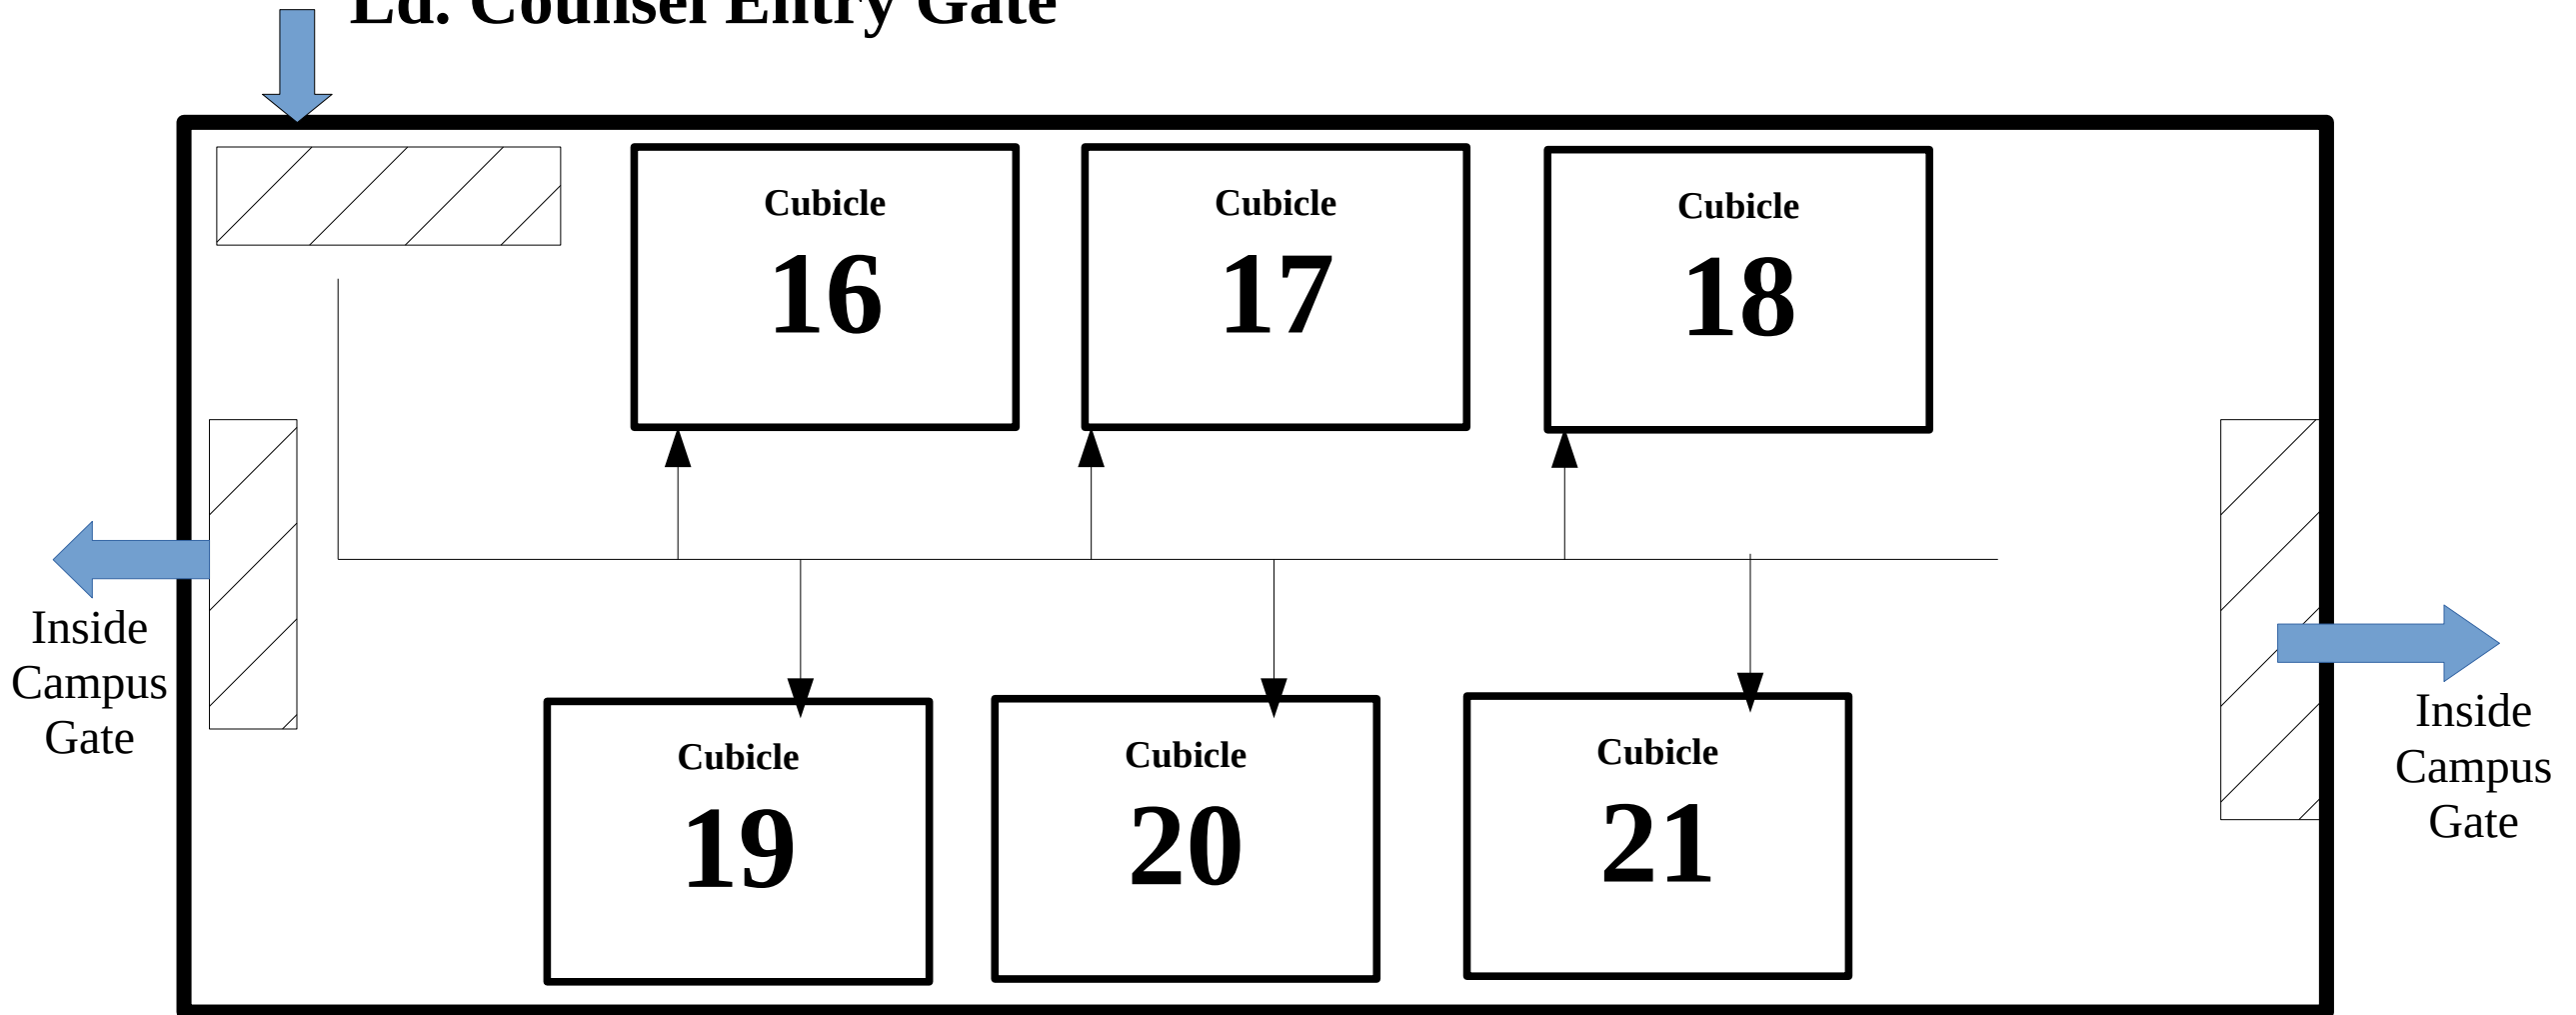 Ld. Counsel Entry Gate
Cubicle
16
Cubicle
17
Cubicle
18
Inside
Campus
Gate
Inside
Campus
Gate
Cubicle
19
Cubicle
20
Cubicle
21